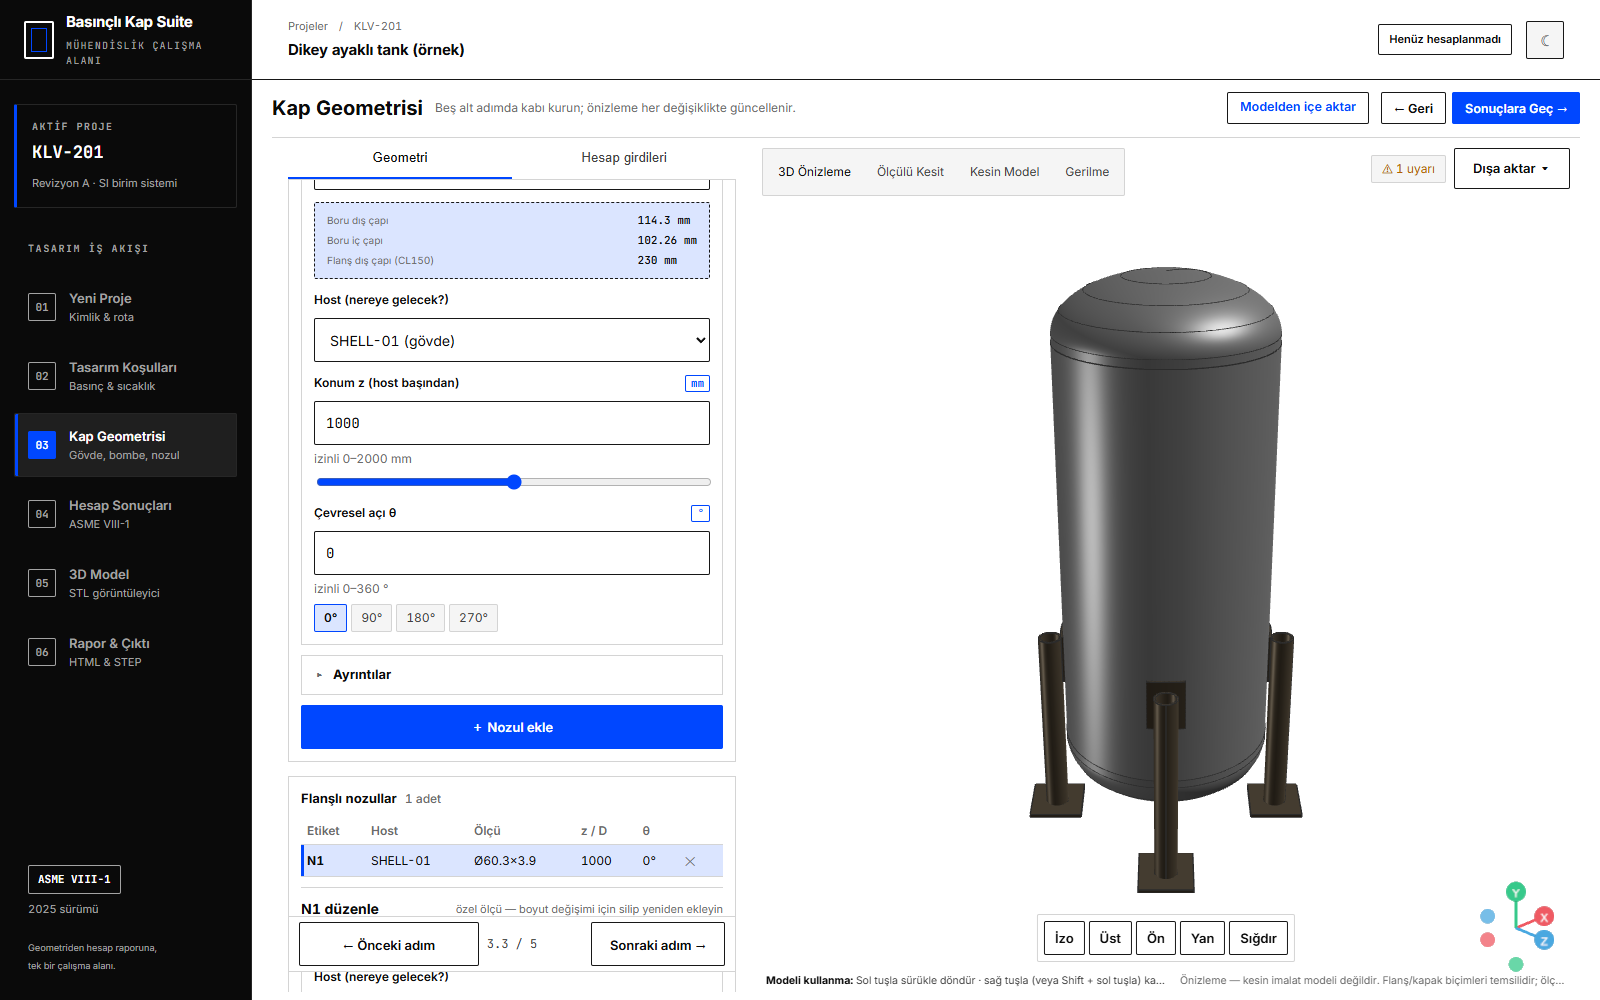 Basınçlı Kap Suite
MÜHENDİSLİK ÇALIŞMA
ALANI
AKTİF PROJE
KLV-201
Revizyon A · SI birim sistemi
TASARIM İŞ AKIŞI
01
Yeni Proje
Kimlik & rota
02
Tasarım Koşulları
Basınç & sıcaklık
03
Kap Geometrisi
Gövde, bombe, nozul
04
Hesap Sonuçları
ASME VIII-1
05
3D Model
STL görüntüleyici
06
Rapor & Çıktı
HTML & STEP
ASME VIII-1
2025 sürümü
Geometriden hesap raporuna,
tek bir çalışma alanı.
Projeler / KLV-201
Dikey ayaklı tank (örnek)
Henüz hesaplanmadı
☾
Kap Geometrisi
Beş alt adımda kabı kurun; önizleme her değişiklikte güncellenir.
Modelden içe aktar
← Geri
Sonuçlara Geç →
Geometri
Hesap girdileri
Boru dış çapı 114.3 mm
Boru iç çapı 102.26 mm
Flanş dış çapı (CL150) 230 mm
Host (nereye gelecek?)
SHELL-01 (gövde)
Konum z (host başından) mm
1000
izinli 0–2000 mm
Çevresel açı θ °
0
izinli 0–360 °
0° 90° 180° 270°
▸ Ayrıntılar
+ Nozul ekle
Flanşlı nozullar 1 adet
Etiket Host Ölçü z / D θ
N1 SHELL-01 Ø60.3×3.9 1000 0° ×
N1 düzenle özel ölçü — boyut değişimi için silip yeniden ekleyin
← Önceki adım 3.3 / 5 Sonraki adım →
Host (nereye gelecek?)
3D Önizleme Ölçülü Kesit Kesin Model Gerilme
⚠ 1 uyarı
Dışa aktar ▾
İzo Üst Ön Yan Sığdır
Y
X
Z
Modeli kullanma: Sol tuşla sürükle döndür · sağ tuşla (veya Shift + sol tuşla) ka...
Önizleme — kesin imalat modeli değildir. Flanş/kapak biçimleri temsilidir; ölç...